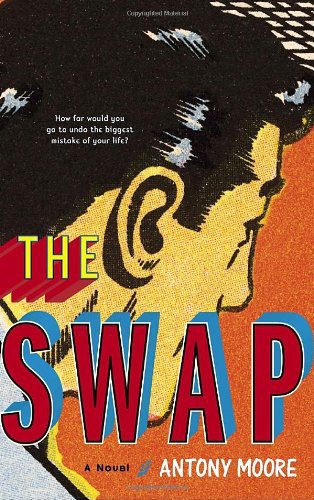 How far would you
go to undo the biggest
mistake of your life?
THE
SWAP
A Novel
ANTONY MOORE